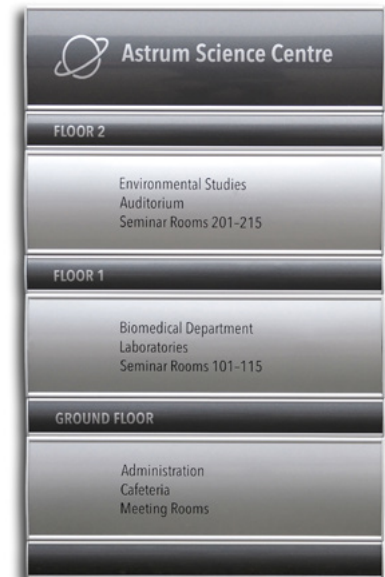 Astrum Science Centre
FLOOR 2
Environmental Studies
Auditorium
Seminar Rooms 201–215
FLOOR 1
Biomedical Department
Laboratories
Seminar Rooms 101–115
GROUND FLOOR
Administration
Cafeteria
Meeting Rooms